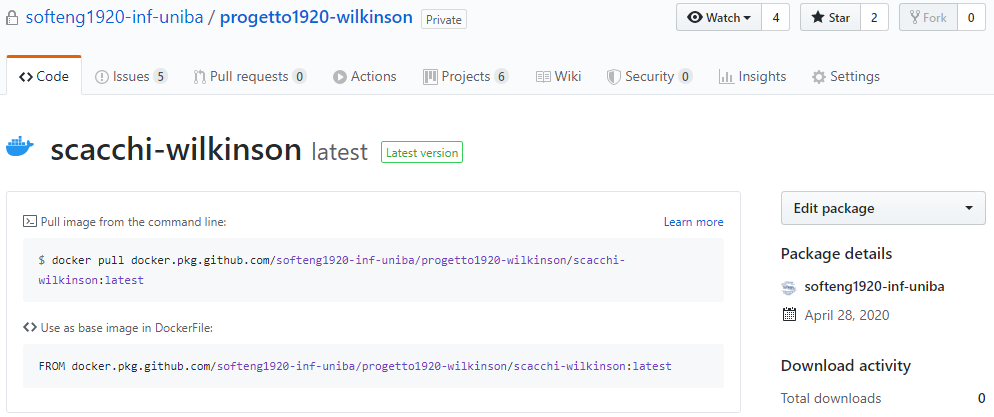 softeng1920-inf-uniba / progetto1920-wilkinson Private Watch 4 Star 2 Fork 0
Code Issues 5 Pull requests 0 Actions Projects 6 Wiki Security 0 Insights Settings
scacchi-wilkinson latest Latest version
Pull image from the command line: Learn more
$ docker pull docker.pkg.github.com/softeng1920-inf-uniba/progetto1920-wilkinson/scacchi-
wilkinson:latest
Use as base image in DockerFile:
FROM docker.pkg.github.com/softeng1920-inf-uniba/progetto1920-wilkinson/scacchi-wilkinson:latest
Edit package
Package details
softeng1920-inf-uniba
April 28, 2020
Download activity
Total downloads 0